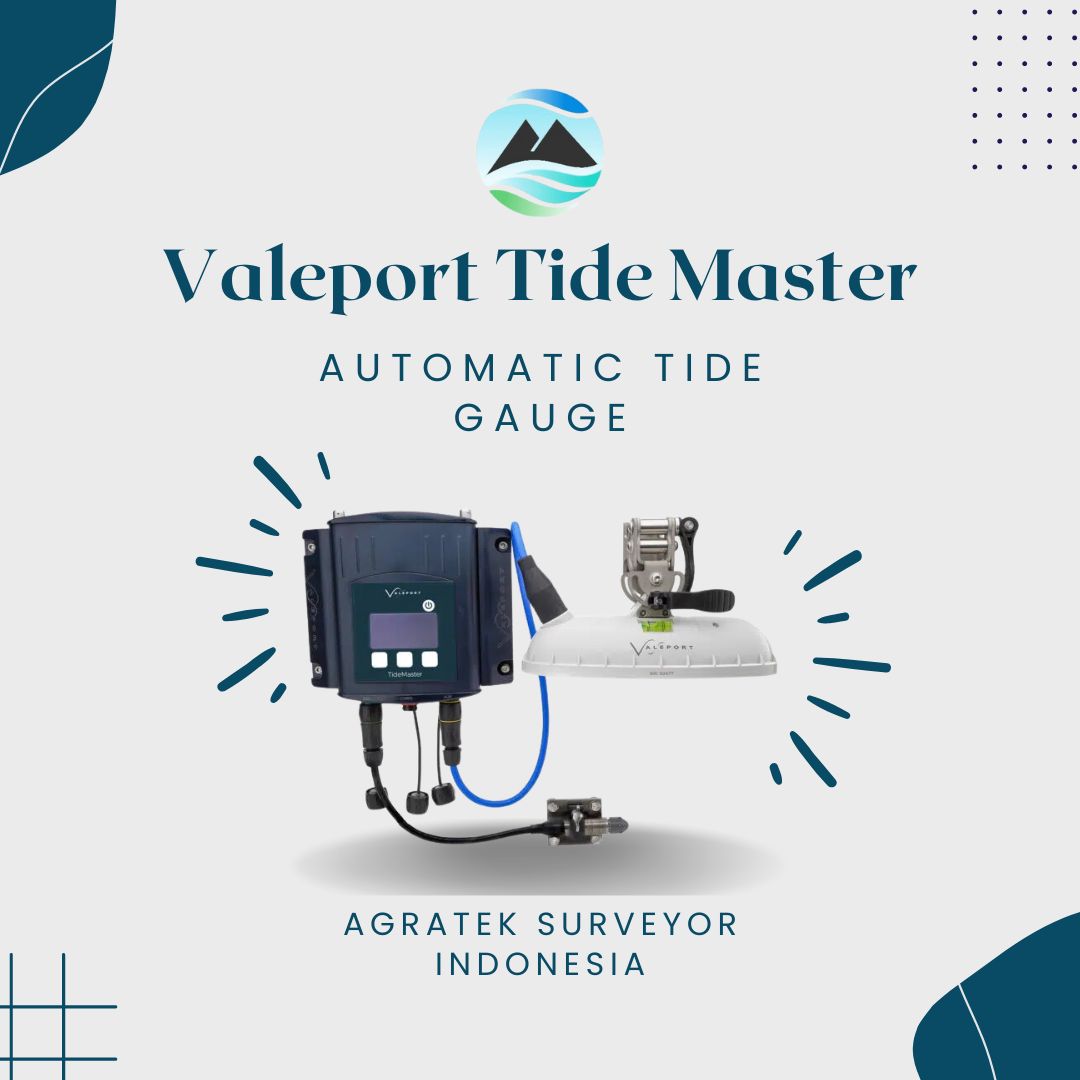 Valeport Tide Master
AUTOMATIC TIDE
GAUGE
VALEPORT
TideMaster
VALEPORT
AGRATEK SURVEYOR
INDONESIA